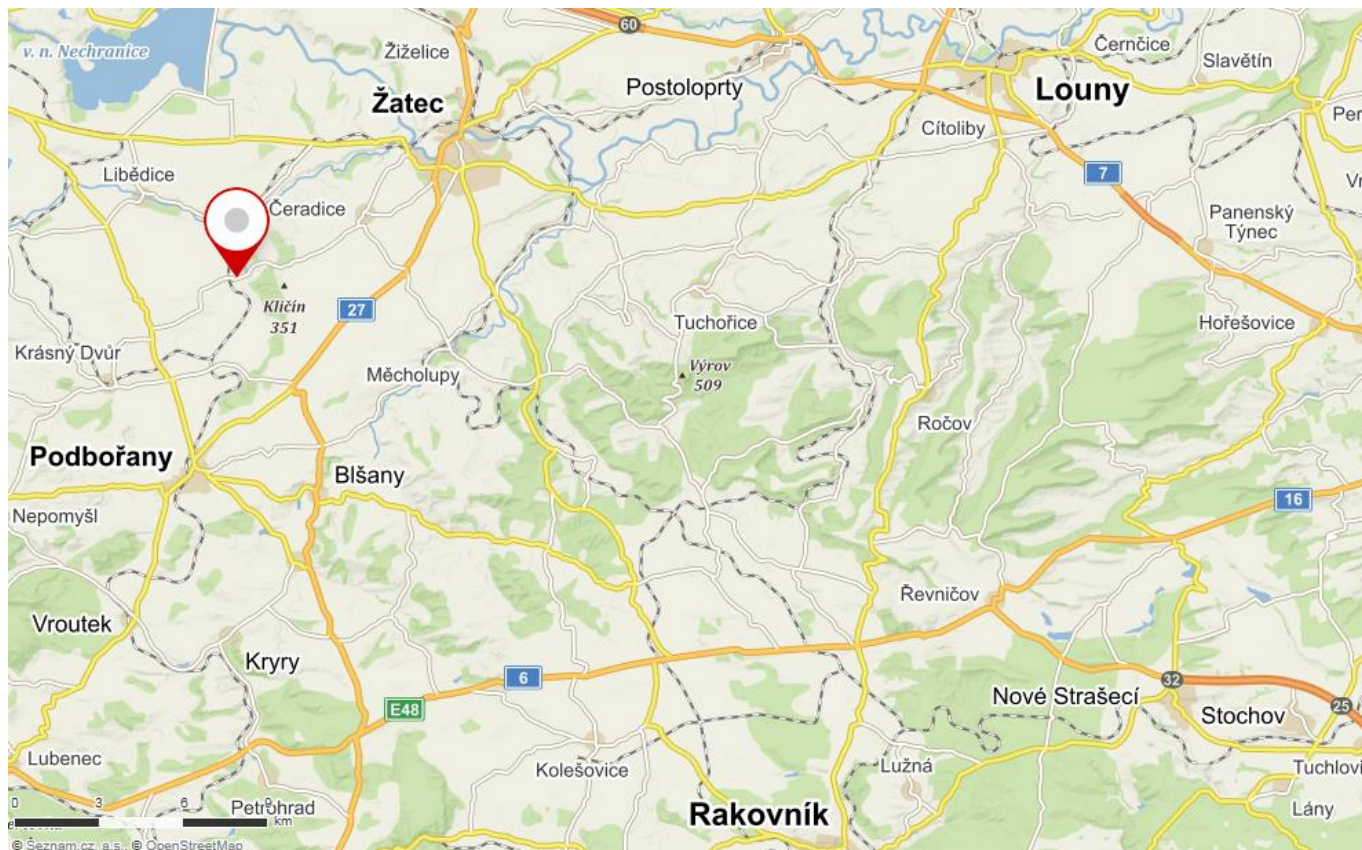 60
v. n. Nechranice
Žiželice
Černčice
Slavětín
Postoloprty
Louny
Žatec
Per
Cítoliby
7
Libědice
Vr
Čeradice
Panenský
Týnec
Kličín
351
27
Tuchořice
Hořešovice
Krásný Dvůr
Měcholupy
Výrov
509
Ročov
Podbořany
Blšany
16
Nepomyšl
Řevničov
Vroutek
Kryry
6
32
E48
Nové Strašecí
25
Stochov
Lubenec
Kolešovice
Lužná
Tuchlovi
0 3 6 9
km
Petrohrad
Rakovník
Lány
© Seznam.cz, a.s., © OpenStreetMap